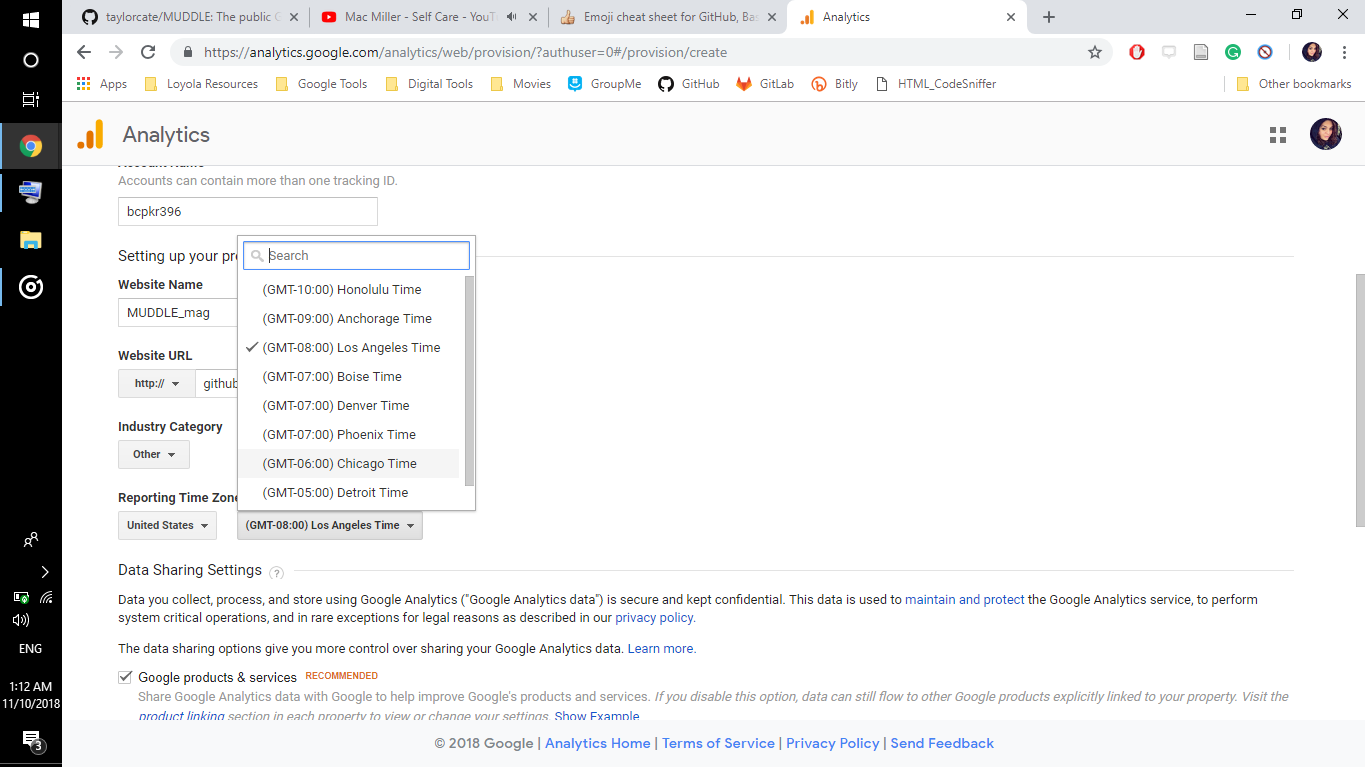 taylorcate/MUDDLE: The public G
Mac Miller - Self Care - YouT
Emoji cheat sheet for GitHub, Bas
Analytics
https://analytics.google.com/analytics/web/provision/?authuser=0#/provision/create
Apps
Loyola Resources
Google Tools
Digital Tools
Movies
GroupMe
GitHub
GitLab
Bitly
HTML_CodeSniffer
Other bookmarks
Analytics
Account Name
Accounts can contain more than one tracking ID.
bcpkr396
Setting up your pr
Search
Website Name
(GMT-10:00) Honolulu Time
MUDDLE_mag
(GMT-09:00) Anchorage Time
(GMT-08:00) Los Angeles Time
Website URL
(GMT-07:00) Boise Time
http://
github
(GMT-07:00) Denver Time
Industry Category
(GMT-07:00) Phoenix Time
Other
(GMT-06:00) Chicago Time
Reporting Time Zone
(GMT-05:00) Detroit Time
United States
(GMT-08:00) Los Angeles Time
Data Sharing Settings ?
Data you collect, process, and store using Google Analytics ("Google Analytics data") is secure and kept confidential. This data is used to maintain and protect the Google Analytics service, to perform
system critical operations, and in rare exceptions for legal reasons as described in our privacy policy.
The data sharing options give you more control over sharing your Google Analytics data. Learn more.
Google products & services RECOMMENDED
Share Google Analytics data with Google to help improve Google's products and services. If you disable this option, data can still flow to other Google products explicitly linked to your property. Visit the
product linking section in each property to view or change your settings. Show Example
© 2018 Google | Analytics Home | Terms of Service | Privacy Policy | Send Feedback
ENG
1:12 AM
11/10/2018
3